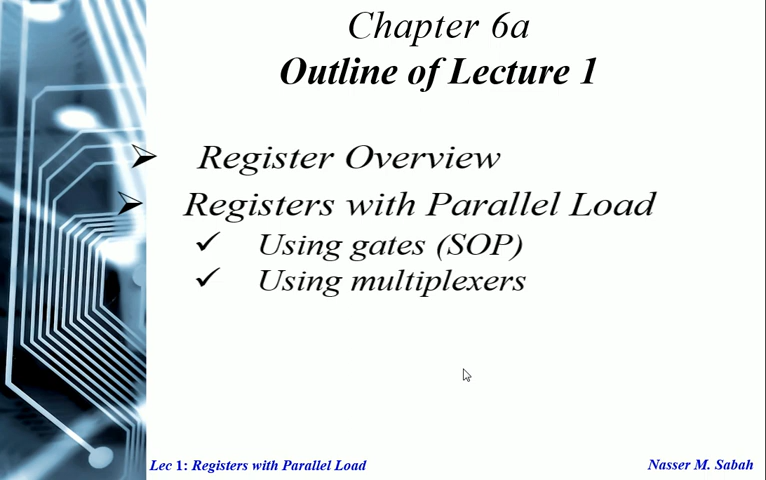 Chapter 6a
Outline of Lecture 1
➢ Register Overview
➢ Registers with Parallel Load
✓ Using gates (SOP)
✓ Using multiplexers
Lec 1: Registers with Parallel Load
Nasser M. Sabah